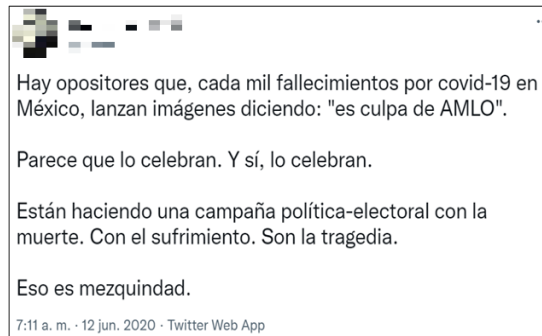 Hay opositores que, cada mil fallecimientos por covid-19 en
México, lanzan imágenes diciendo: "es culpa de AMLO".
Parece que lo celebran. Y sí, lo celebran.
Están haciendo una campaña política-electoral con la
muerte. Con el sufrimiento. Son la tragedia.
Eso es mezquindad.
7:11 a. m. · 12 jun. 2020 · Twitter Web App